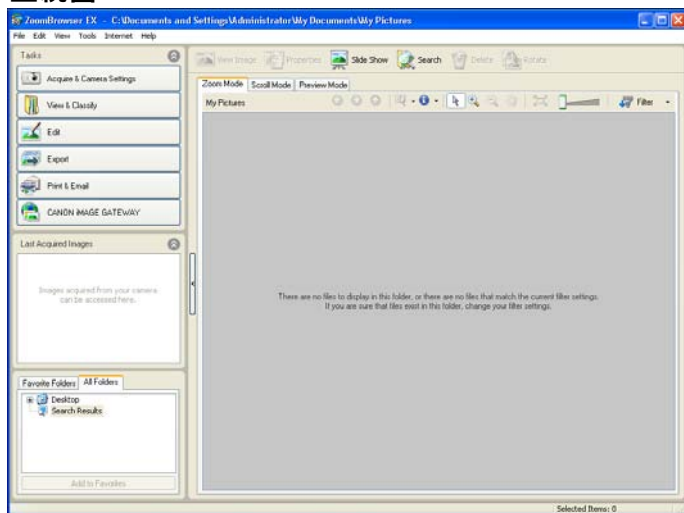 主視窗
ZoomBrowser EX - C:\Documents and Settings\Administrator\My Documents\My Pictures
File Edit View Tools Internet Help
Tasks
View Image Properties Slide Show Search Delete Rotate
Acquire & Camera Settings
Zoom Mode Scroll Mode Preview Mode
My Pictures
Filter
View & Classify
Edit
Export
Print & Email
CANON iMAGE GATEWAY
Last Acquired Images
Images acquired from your camera
can be accessed here.
There are no files to display in this folder, or there are no files that match the current filter settings.
If you are sure that files exist in this folder, change your filter settings.
Favorite Folders All Folders
Desktop
Search Results
Add to Favorites
Selected Items: 0